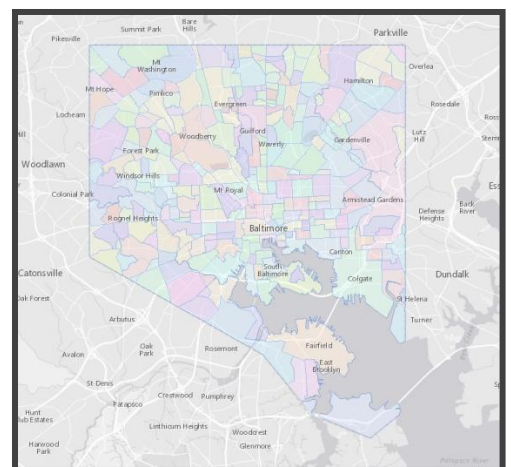 Summit Park
Bare
Hills
Parkville
Pikesville
Mt
Washington
Overlea
Hamilton
Mt Hope
Pimlico
Evergreen
Rosedale
Lochearn
Guilford
Woodberry
Waverly
Gardenville
Lutz
Hill
Forest Park
Woodlawn
Windsor Hills
Mt Royal
Colonial Park
Armistead Gardens
Rognel Heights
Defense
Heights
Back
River
Baltimore
Canton
Catonsville
South
Baltimore
Colgate
Dundalk
Oak Forest
St Helena
Arbutus
Turner
Fairfield
Oak
Park
Rosemont
Avalon
East
Brooklyn
St Denis
Crestwood
Pumphrey
Patapsco
Hunt
Linthicum Heights
Woodcrest
Glenmore
Harwood
Park
Patapsco River